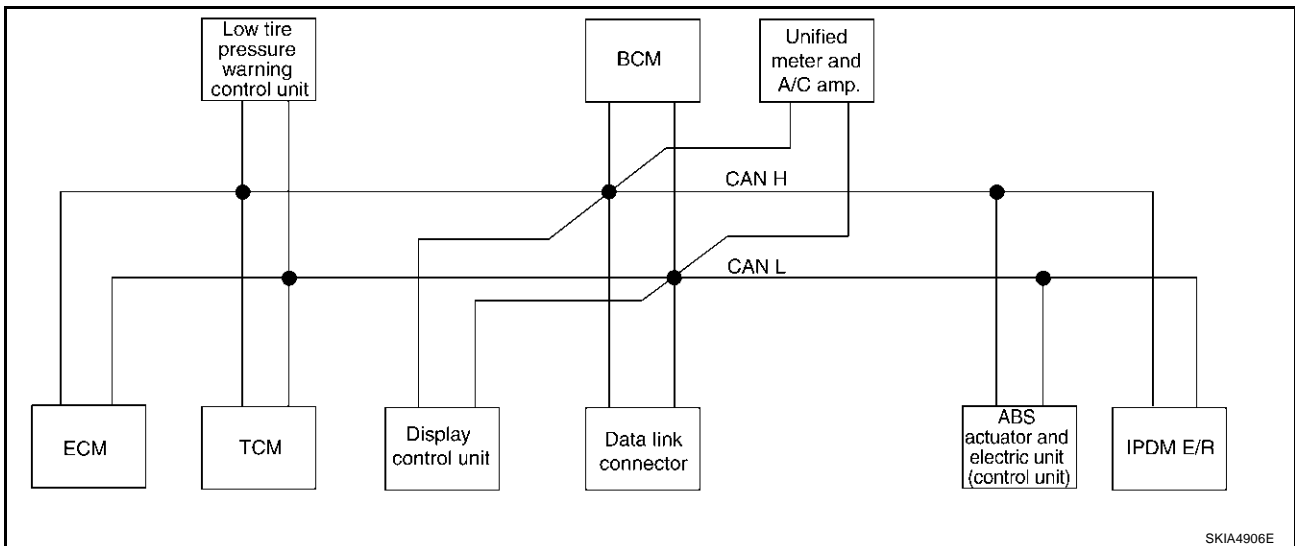 Low tire
pressure
warning
control unit
BCM
Unified
meter and
A/C amp.
CAN H
CAN L
ECM
TCM
Display
control unit
Data link
connector
ABS
actuator and
electric unit
(control unit)
IPDM E/R
SKIA4906E